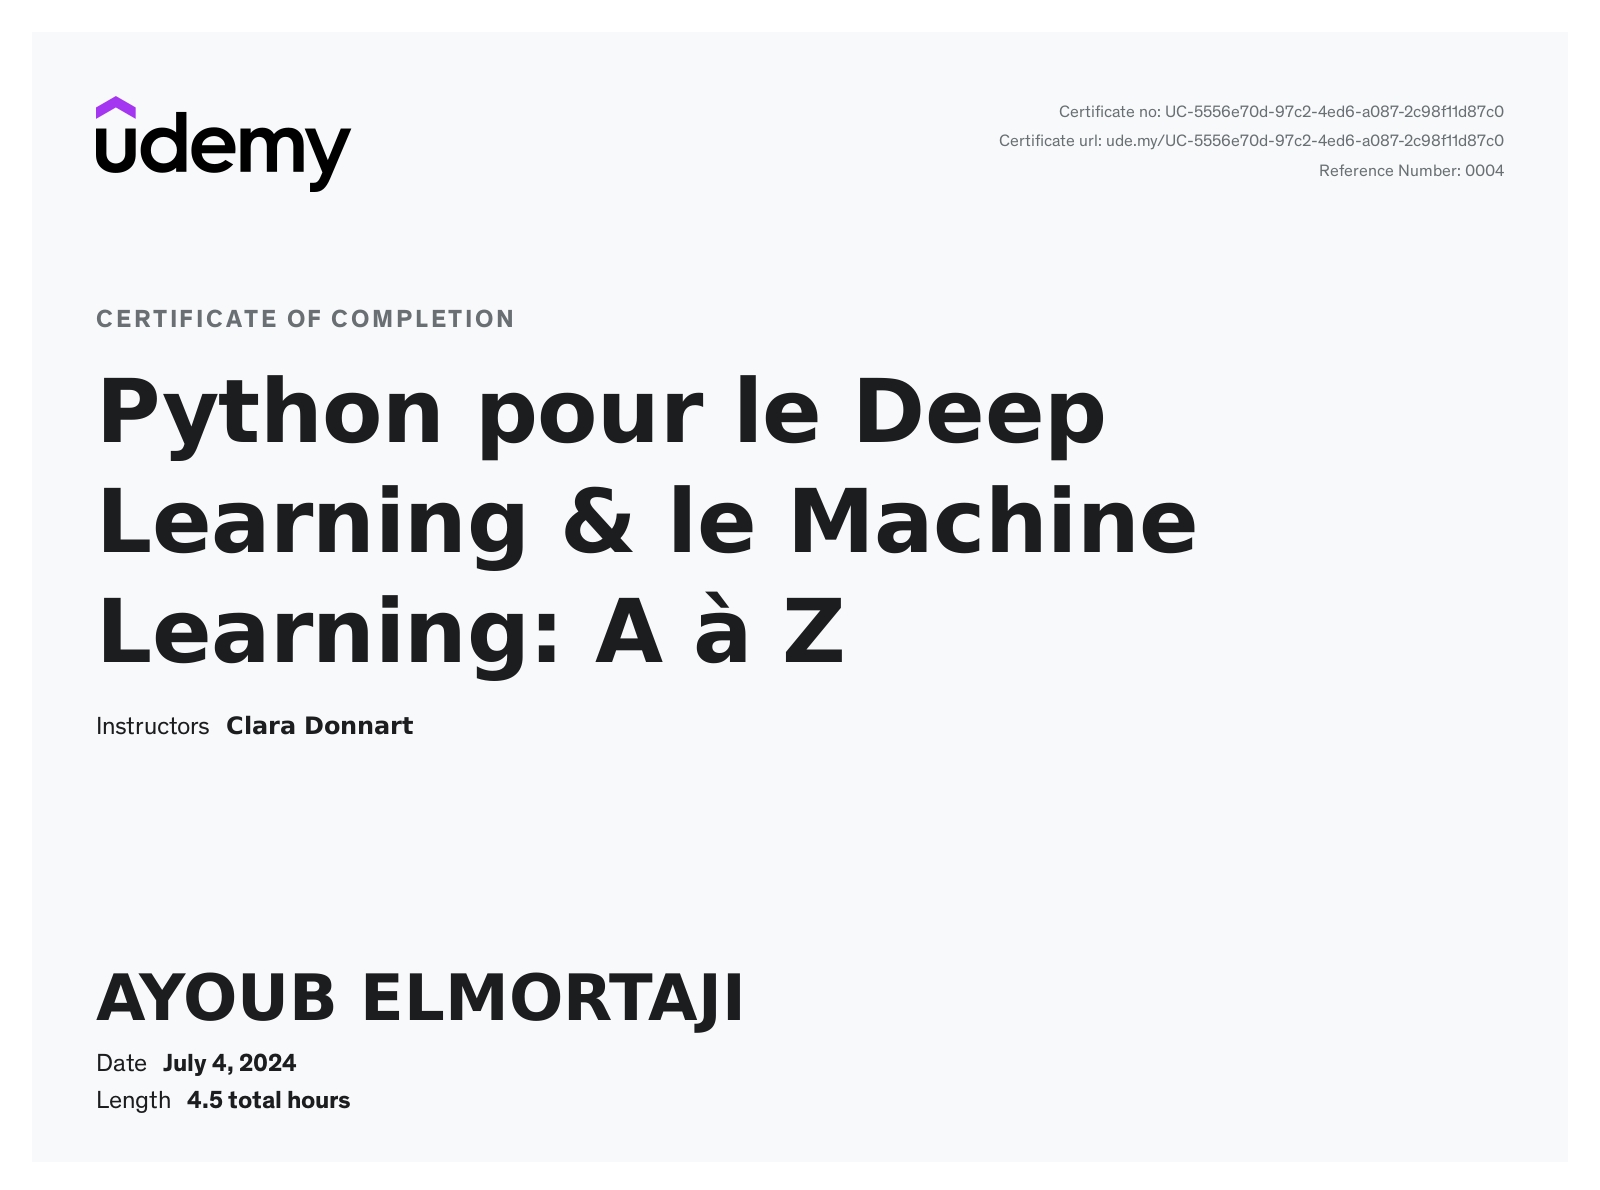 udemy
Certificate no: UC-5556e70d-97c2-4ed6-a087-2c98f11d87c0
Certificate url: ude.my/UC-5556e70d-97c2-4ed6-a087-2c98f11d87c0
Reference Number: 0004
CERTIFICATE OF COMPLETION
Python pour le Deep
Learning & le Machine
Learning: A à Z
Instructors Clara Donnart
AYOUB ELMORTAJI
Date July 4, 2024
Length 4.5 total hours